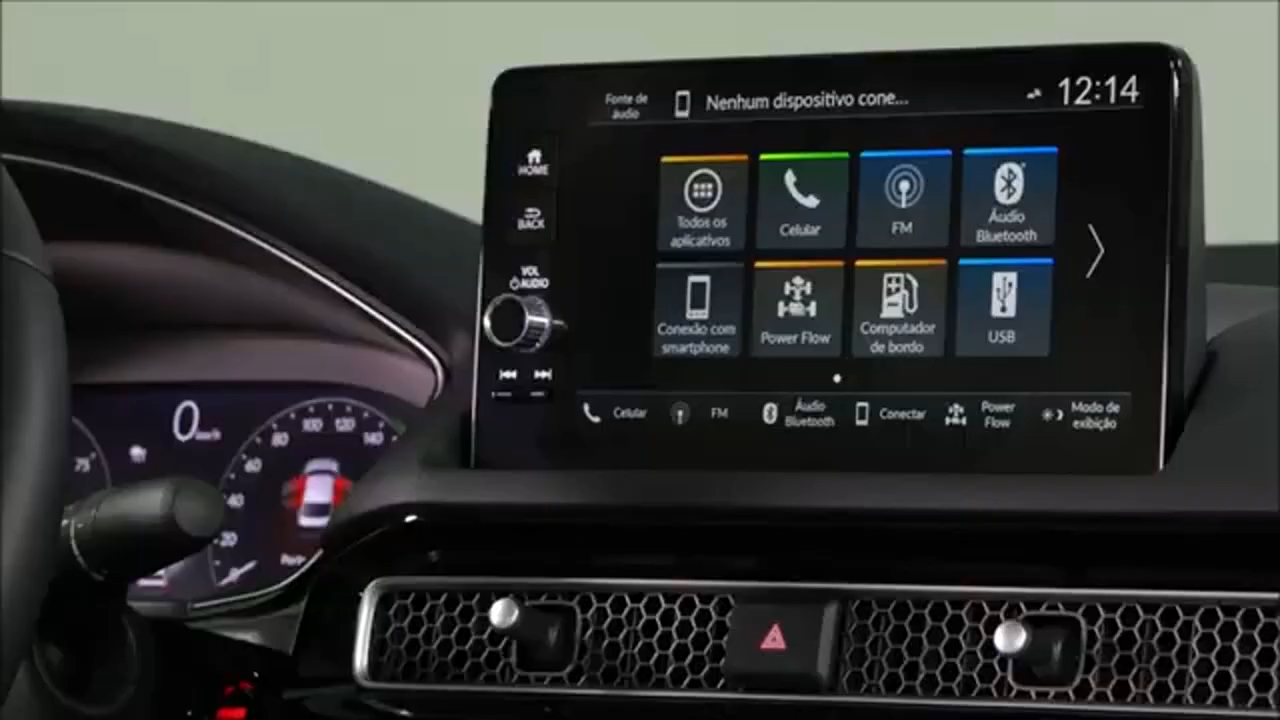 Fonte de
áudio
Nenhum dispositivo cone...
12:14
HOME
BACK
VOL
AUDIO
Todos os
aplicativos
Celular
FM
Áudio
Bluetooth
Conexão com
smartphone
Power Flow
Computador
de bordo
USB
Celular
FM
Áudio
Bluetooth
Conectar
Power
Flow
Modo de
exibição
0 km/h
75
20
40
60
80
100
120
140